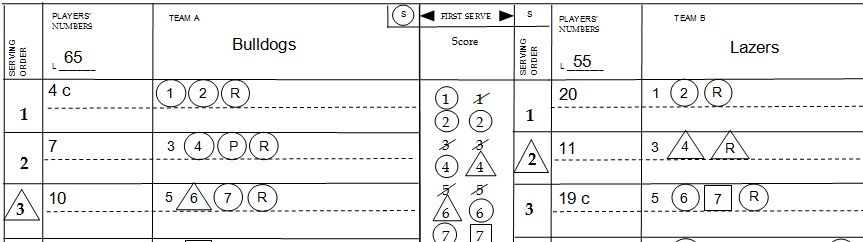 PLAYERS' NUMBERS TEAM A S FIRST SERVE S PLAYERS' NUMBERS TEAM B
SERVING ORDER L 65 Bulldogs Score SERVING ORDER L 55 Lazers
1 4 c 1 2 R 1 1 1 20 1 2 R
2 2
2 7 3 4 P R 3 3 2 11 3 4 R
4 4
3 10 5 6 7 R 5 5 3 19 c 5 6 7 R
6 6
7 7